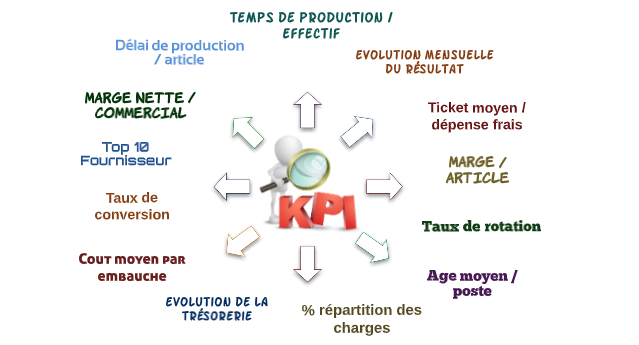 TEMPS DE PRODUCTION /
EFFECTIF
Délai de production
/ article
EVOLUTION MENSUELLE
DU RÉSULTAT
MARGE NETTE /
COMMERCIAL
Ticket moyen /
dépense frais
Top 10
Fournisseur
MARGE /
ARTICLE
Taux de
conversion
KPI
Taux de rotation
Cout moyen par
embauche
Age moyen /
poste
EVOLUTION DE LA
TRÉSORERIE
% répartition des
charges